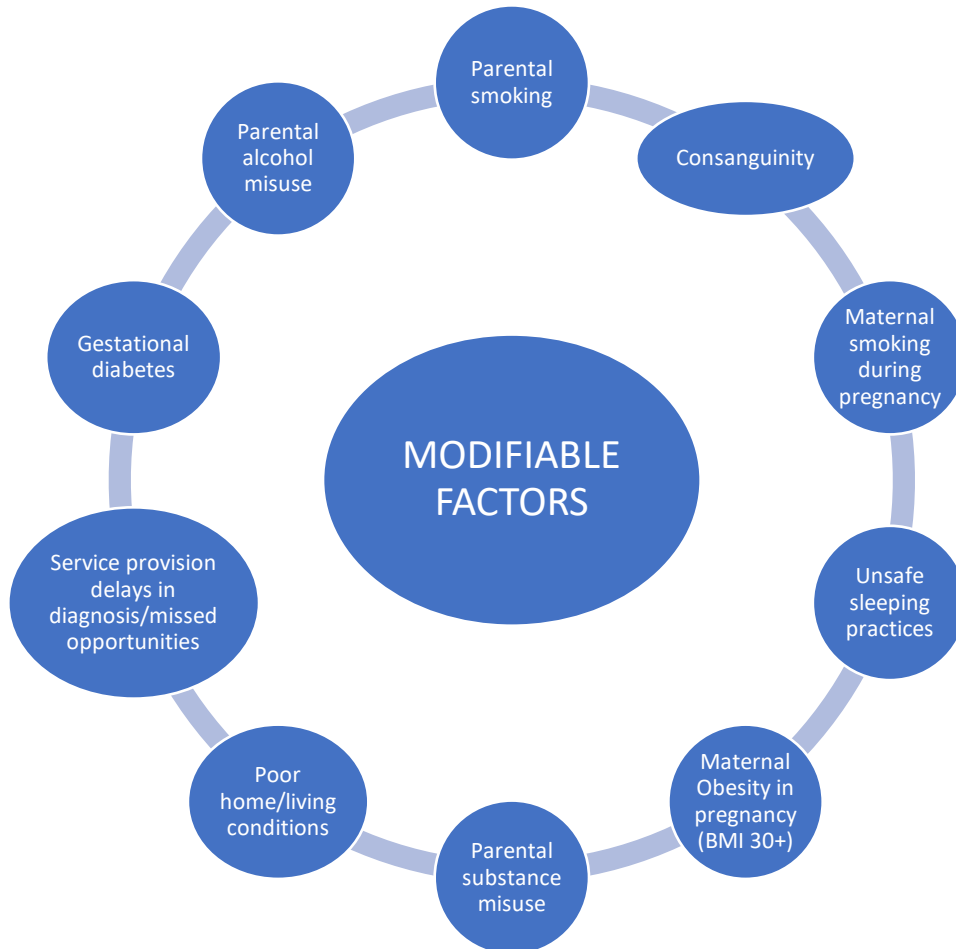 Parental
smoking
Consanguinity
Maternal
smoking
during
pregnancy
Unsafe
sleeping
practices
Maternal
Obesity in
pregnancy
(BMI 30+)
Parental
substance
misuse
Poor
home/living
conditions
Service provision
delays in
diagnosis/missed
opportunities
Gestational
diabetes
Parental
alcohol
misuse
MODIFIABLE
FACTORS